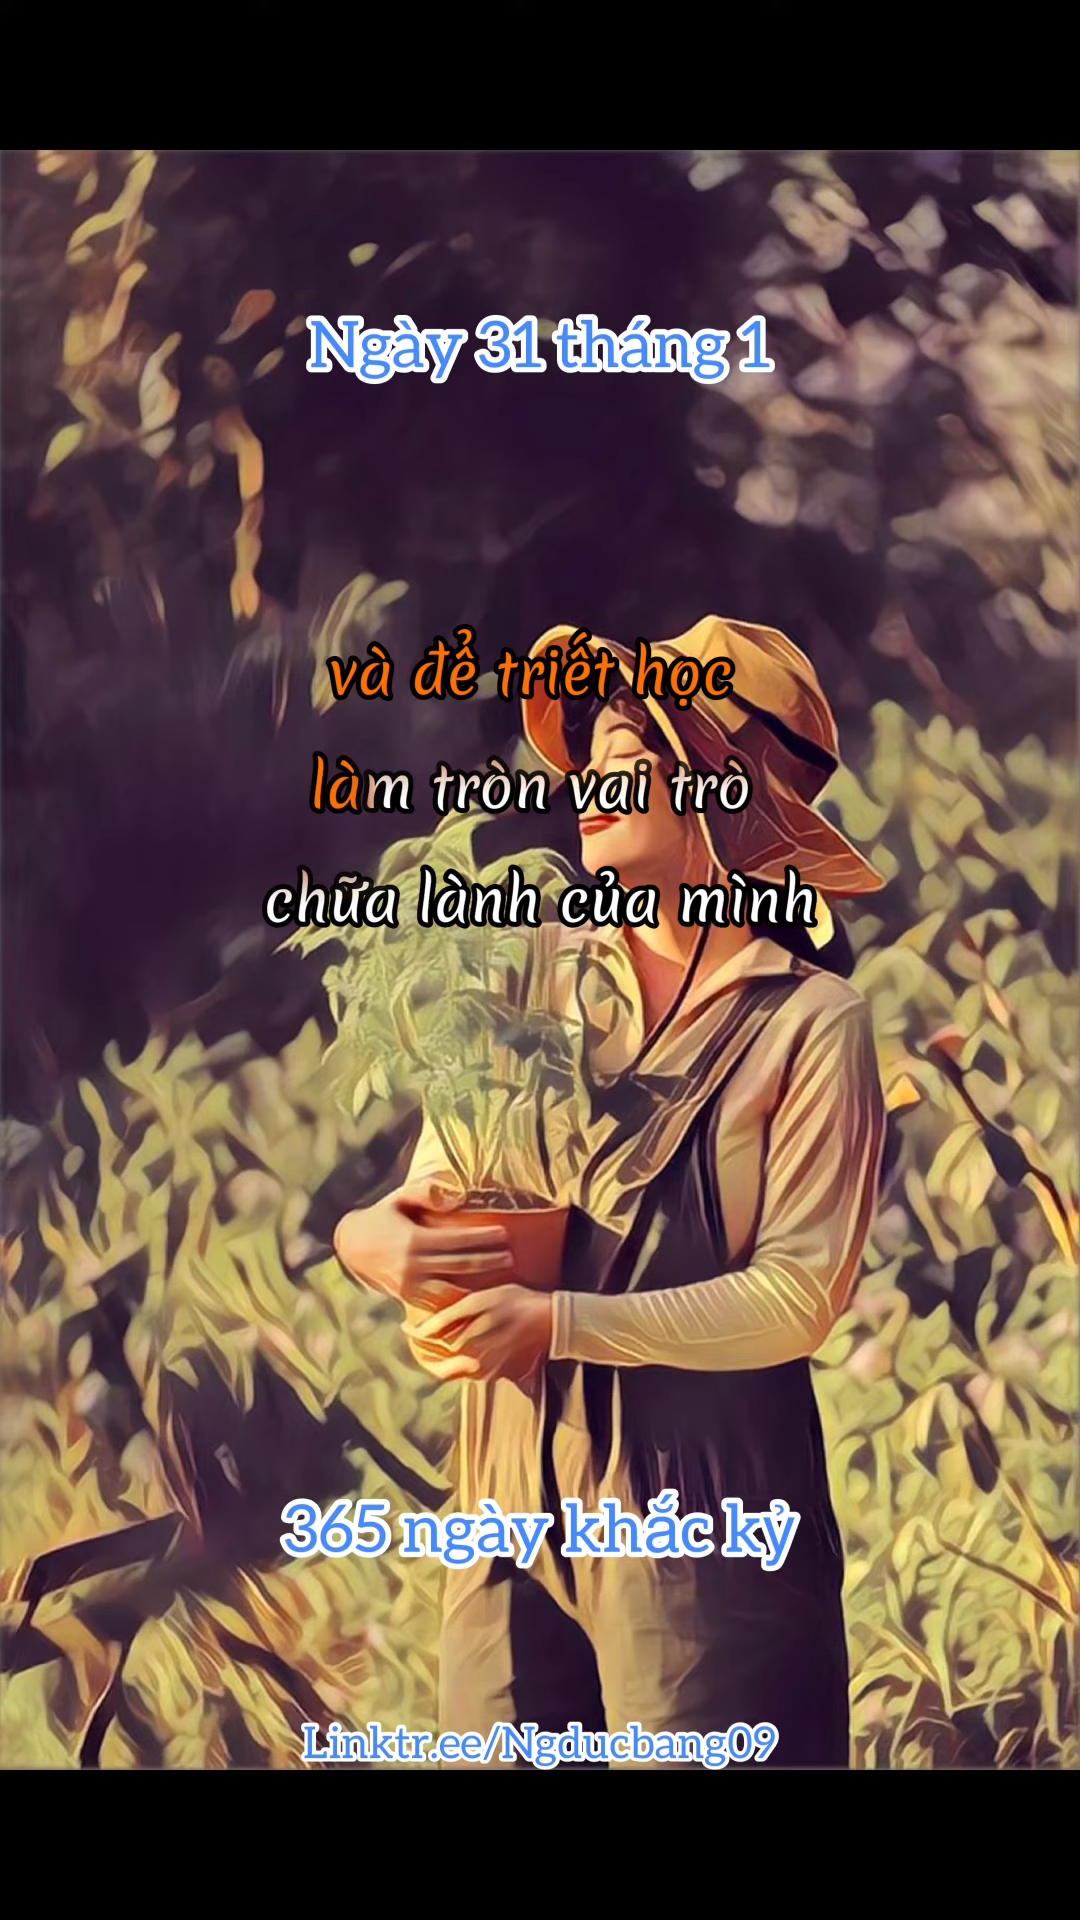 Ngày 31 tháng 1
và để triết học
làm tròn vai trò
chữa lành của mình
365 ngày khắc kỷ
Linktr.ee/Ngducbang09